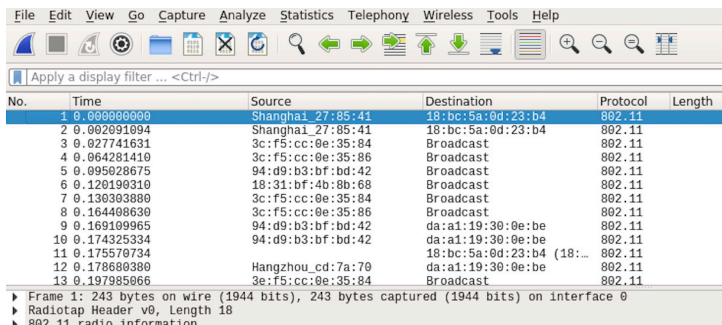 File Edit View Go Capture Analyze Statistics Telephony Wireless Tools Help
Apply a display filter ... <Ctrl-/>
No. Time Source Destination Protocol Length
1 0.000000000 Shanghai_27:85:41 18:bc:5a:0d:23:b4 802.11
2 0.002091094 Shanghai_27:85:41 18:bc:5a:0d:23:b4 802.11
3 0.027741631 3c:f5:cc:0e:35:84 Broadcast 802.11
4 0.064281410 3c:f5:cc:0e:35:86 Broadcast 802.11
5 0.095028675 94:d9:b3:bf:bd:42 Broadcast 802.11
6 0.120190310 18:31:bf:4b:8b:68 Broadcast 802.11
7 0.130303880 3c:f5:cc:0e:35:84 Broadcast 802.11
8 0.164408630 3c:f5:cc:0e:35:86 Broadcast 802.11
9 0.169109965 94:d9:b3:bf:bd:42 da:a1:19:30:0e:be 802.11
10 0.174325334 94:d9:b3:bf:bd:42 da:a1:19:30:0e:be 802.11
11 0.175570734 18:bc:5a:0d:23:b4 (18:… 802.11
12 0.178680380 Hangzhou_cd:7a:70 da:a1:19:30:0e:be 802.11
13 0.197985066 3e:f5:cc:0e:35:84 Broadcast 802.11
Frame 1: 243 bytes on wire (1944 bits), 243 bytes captured (1944 bits) on interface 0
Radiotap Header v0, Length 18
802.11 radio information